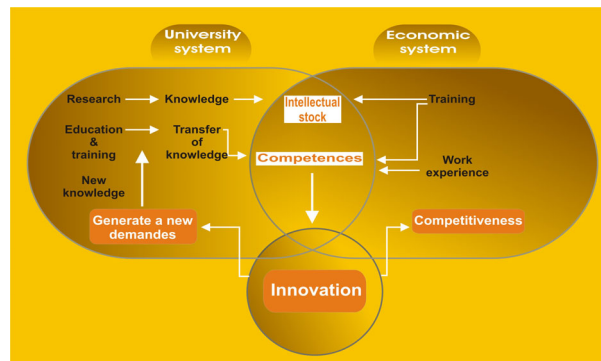 University
system
Economic
system
Research
Knowledge
Intellectual
stock
Training
Education
&
training
Transfer
of
knowledge
Competences
Work
experience
New
knowledge
Generate a new
demandes
Competitiveness
Innovation